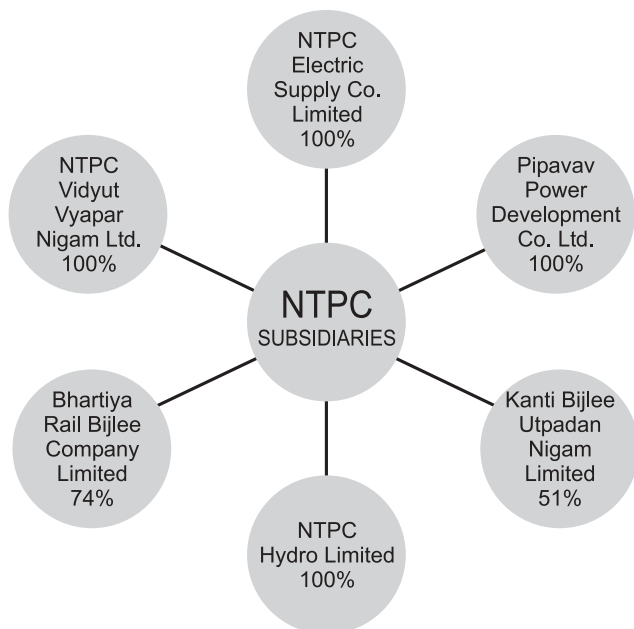 NTPC
Electric
Supply Co.
Limited
100%
NTPC
Vidyut
Vyapar
Nigam Ltd.
100%
Pipavav
Power
Development
Co. Ltd.
100%
NTPC
SUBSIDIARIES
Bhartiya
Rail Bijlee
Company
Limited
74%
Kanti Bijlee
Utpadan
Nigam
Limited
51%
NTPC
Hydro Limited
100%